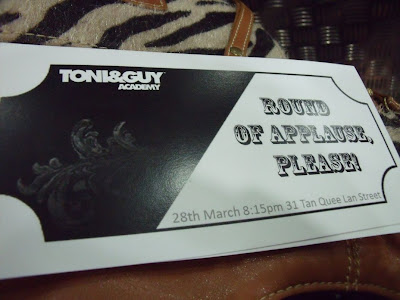 TONI&GUY
ACADEMY
ROUND
OF APPLAUSE,
PLEASE!
28th March 8:15pm 31 Tan Quee Lan Street